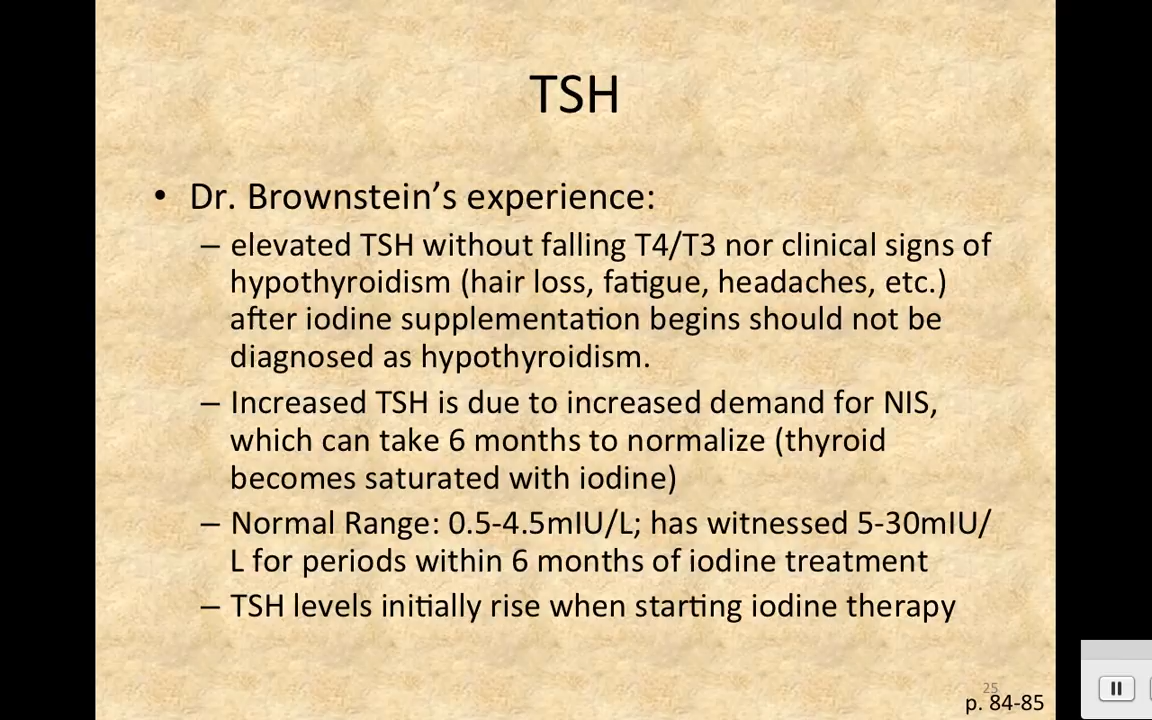 TSH
• Dr. Brownstein’s experience:
– elevated TSH without falling T4/T3 nor clinical signs of
hypothyroidism (hair loss, fatigue, headaches, etc.)
after iodine supplementation begins should not be
diagnosed as hypothyroidism.
– Increased TSH is due to increased demand for NIS,
which can take 6 months to normalize (thyroid
becomes saturated with iodine)
– Normal Range: 0.5-4.5mIU/L; has witnessed 5-30mIU/
L for periods within 6 months of iodine treatment
– TSH levels initially rise when starting iodine therapy
25
p. 84-85